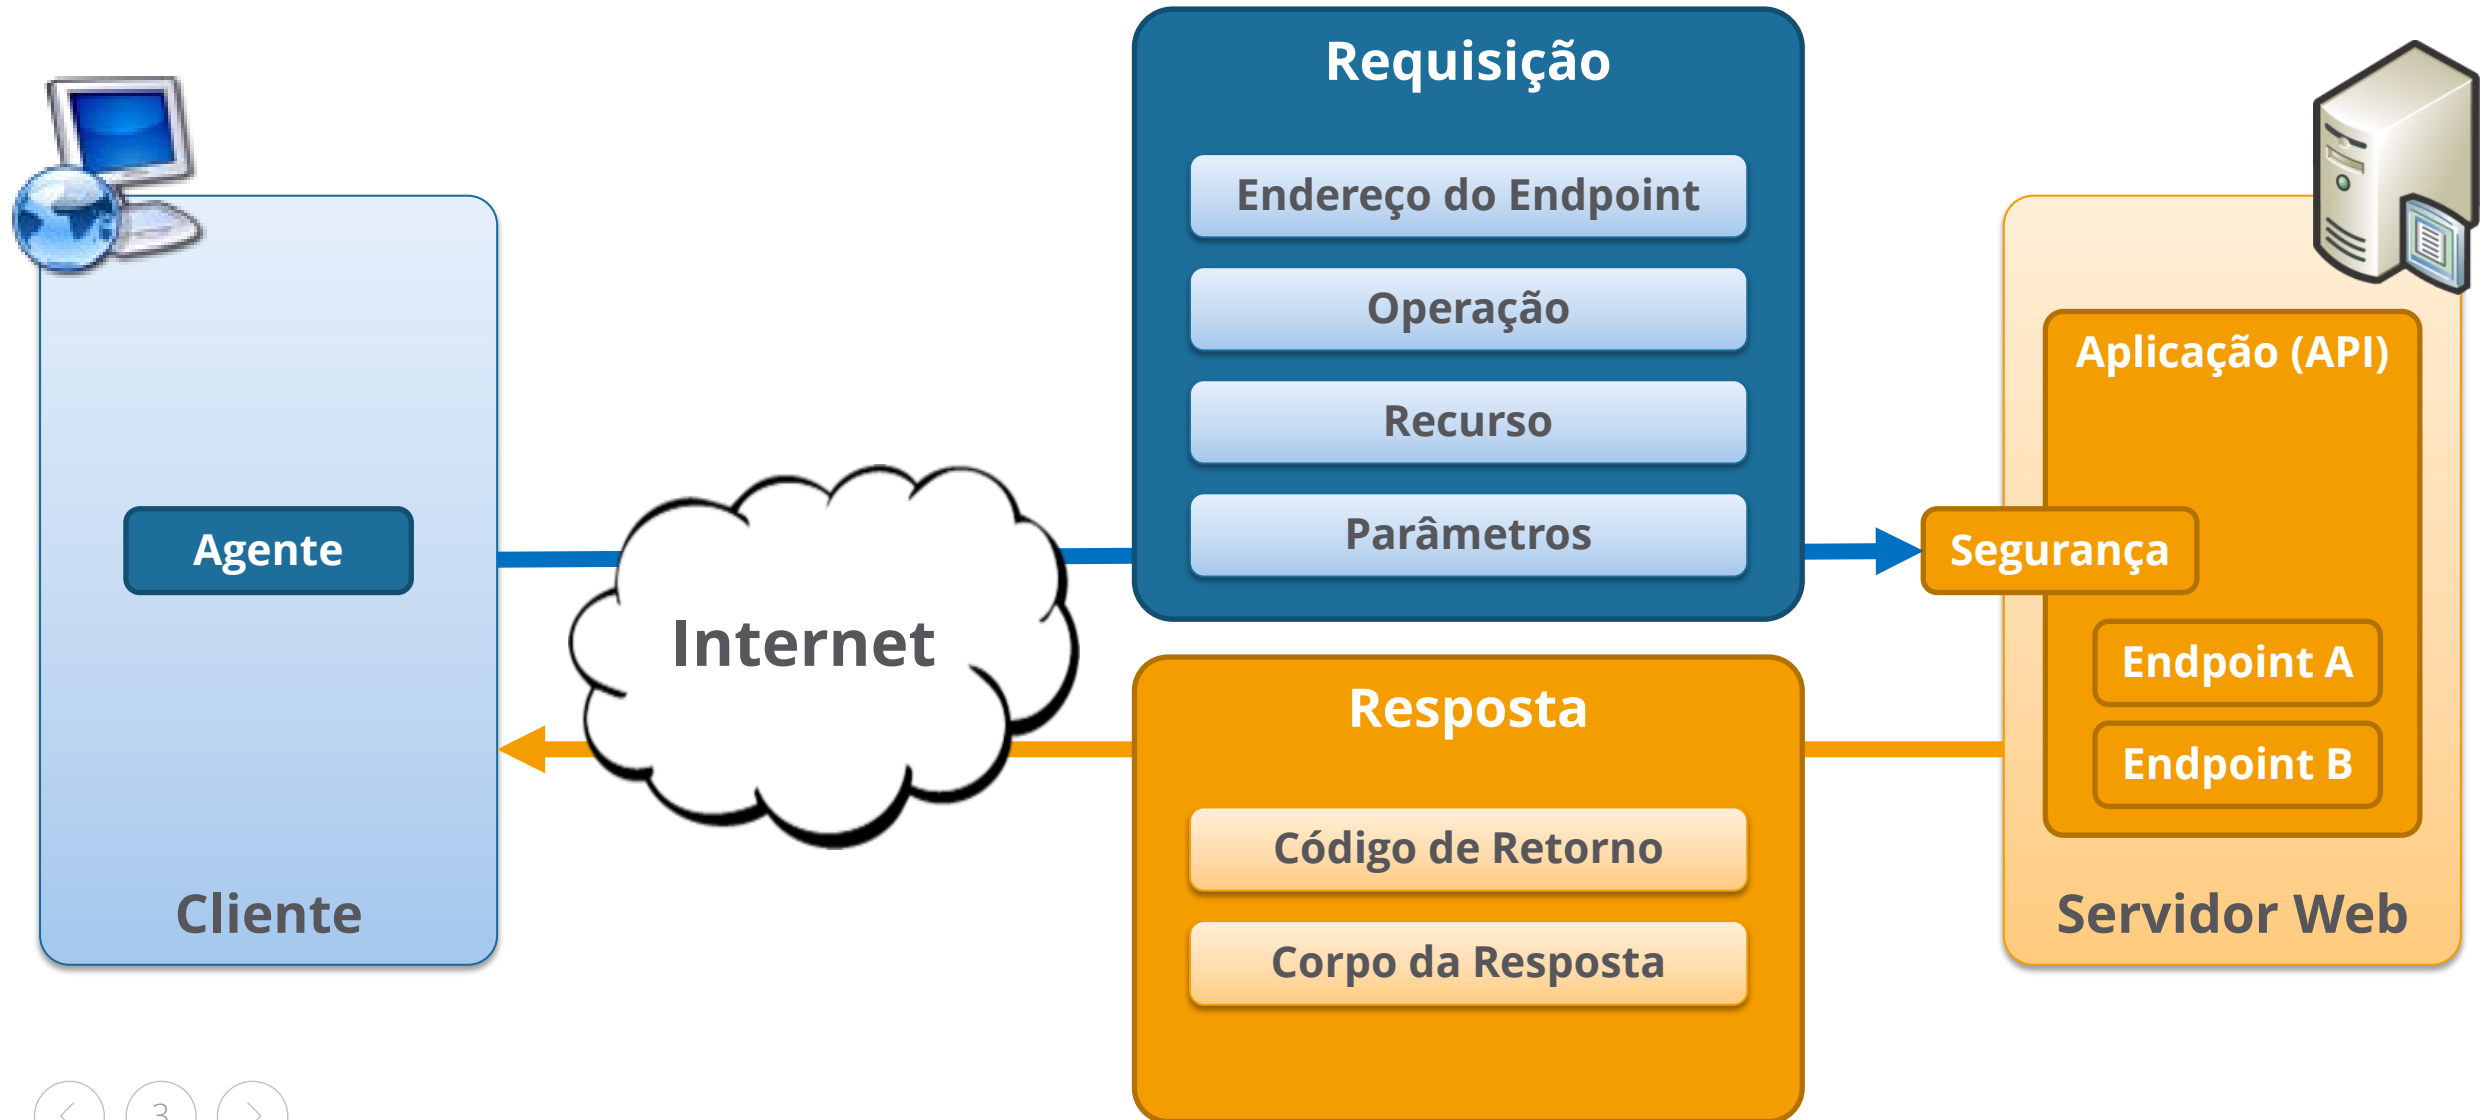 Agente
Cliente
Internet
Requisição
Endereço do Endpoint
Operação
Recurso
Parâmetros
Resposta
Código de Retorno
Corpo da Resposta
Aplicação (API)
Segurança
Endpoint A
Endpoint B
Servidor Web
3